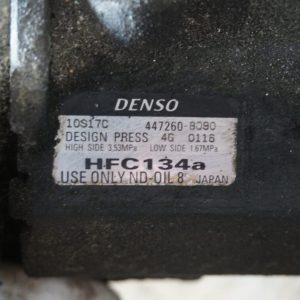 DENSO
10S17C 447260-8090
DESIGN PRESS 4G 0116
HIGH SIDE 3.53MPa LOW SIDE 1.67MPa
HFC134a
USE ONLY ND-OIL 8 JAPAN